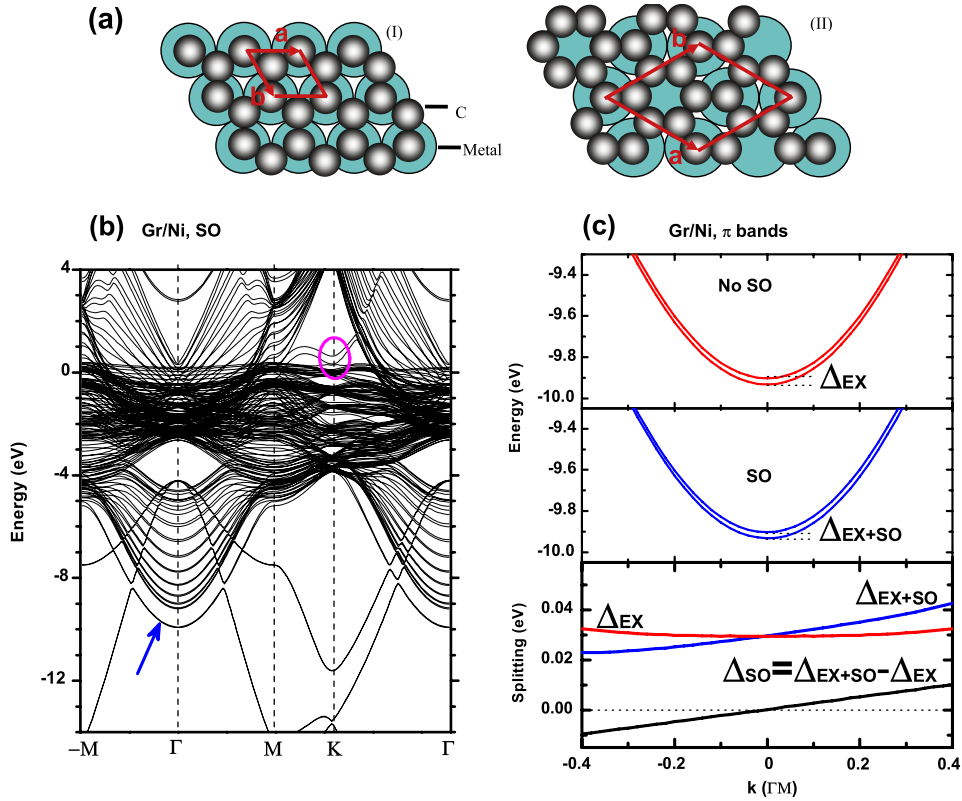 (a)
(I)
a
b
C
Metal
(II)
b
a
(b) Gr/Ni, SO
Energy (eV)
4
0
-4
-8
-12
−M Γ M K Γ
(c) Gr/Ni, π bands
Energy (eV)
-9.4
-9.6
-9.8
-10.0
No SO
ΔEX
-9.4
-9.6
-9.8
-10.0
SO
ΔEX+SO
Splitting (eV)
0.04
0.02
0.00
ΔEX
ΔEX+SO
ΔSO=ΔEX+SO-ΔEX
-0.4 -0.2 0 0.2 0.4
k (ΓM)